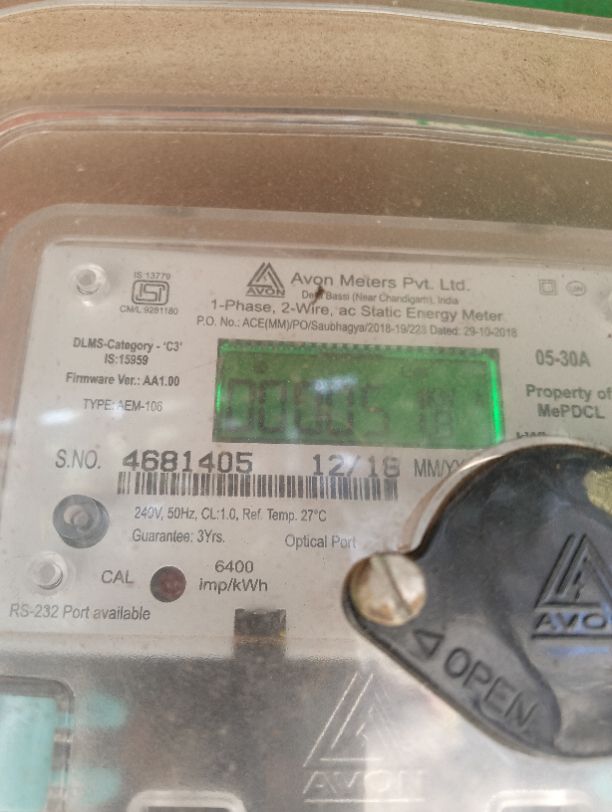 IS 13779
ISI
CM/L 9281180
AVON
Avon Meters Pvt. Ltd.
Dera Bassi (Near Chandigarh), India
1-Phase, 2-Wire, ac Static Energy Meter
P.O. No.: ACE(MM)/PO/Saubhagya/2018-19/223 Dated: 29-10-2018
DLMS-Category - 'C3'
IS:15959
Firmware Ver.: AA1.00
TYPE: AEM-106
05-30A
Property of
MePDCL
S.NO. 4681405 12/18 MM/
240V, 50Hz, CL:1.0, Ref. Temp. 27°C
Guarantee: 3Yrs.
Optical Port
CAL
6400
imp/kWh
RS-232 Port available
AVON
OPEN
AVON